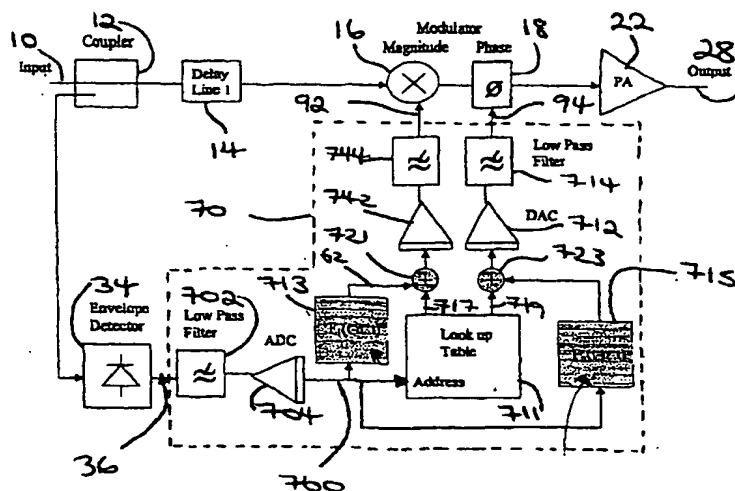 12
16
Modulator
18
22
10
Coupler
Magnitude
Phase
28
Input
Delay
Line 1
PA
Output
Ø
92
94
14
744
Low Pass
Filter
714
70
742
DAC
712
721
723
62
713
715
34
702
717
719
Envelope
Detector
Low Pass
Filter
ADC
Look up
Table
Address
704
711
36
700